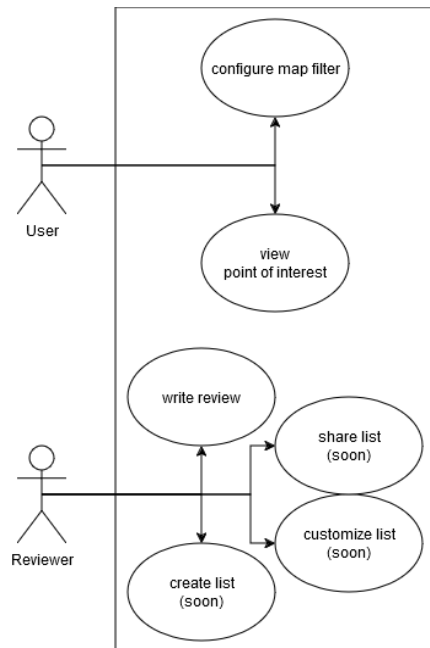 configure map filter
User
view
point of interest
write review
share list
(soon)
Reviewer
customize list
(soon)
create list
(soon)